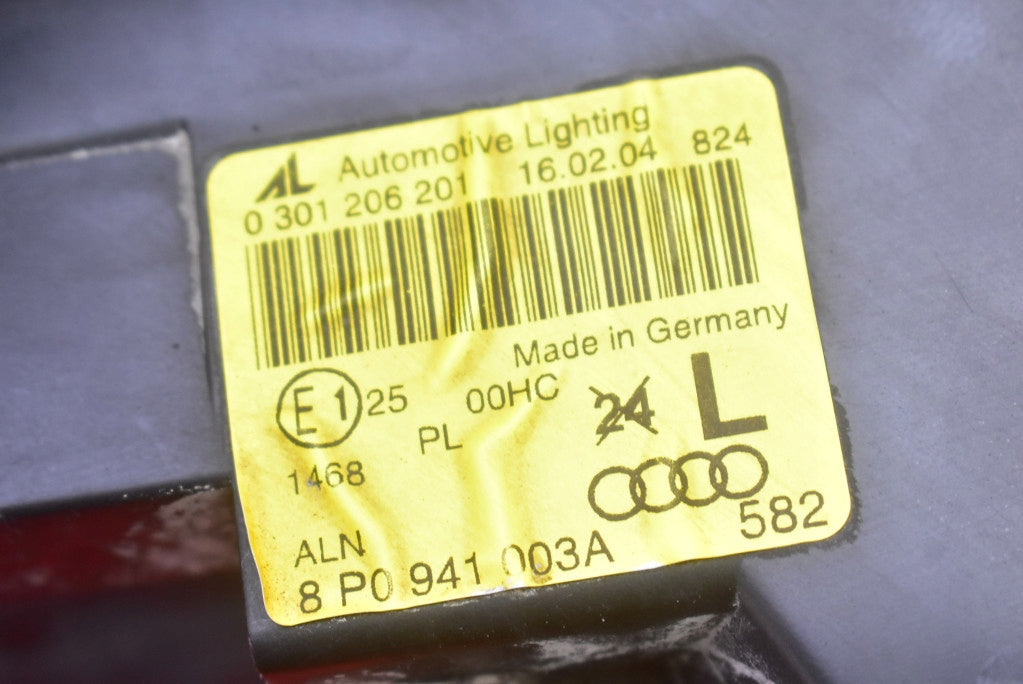 AL Automotive Lighting
0 301 206 201 16.02.04 824
Made in Germany
E1 25 00HC 24 L
PL
1468
582
ALN
8 P0 941 003A